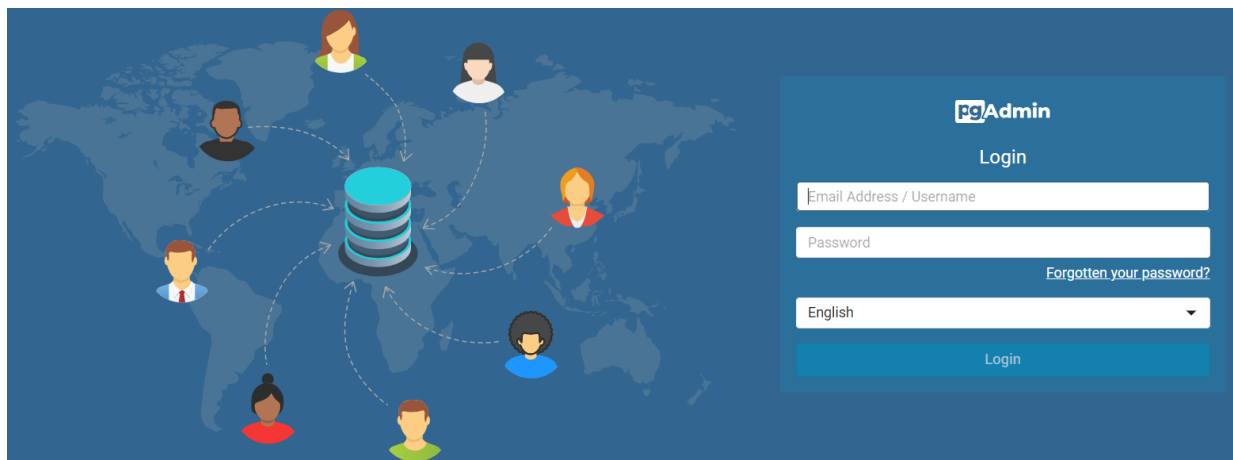 pgAdmin
Login
Email Address / Username
Password
Forgotten your password?
English
Login